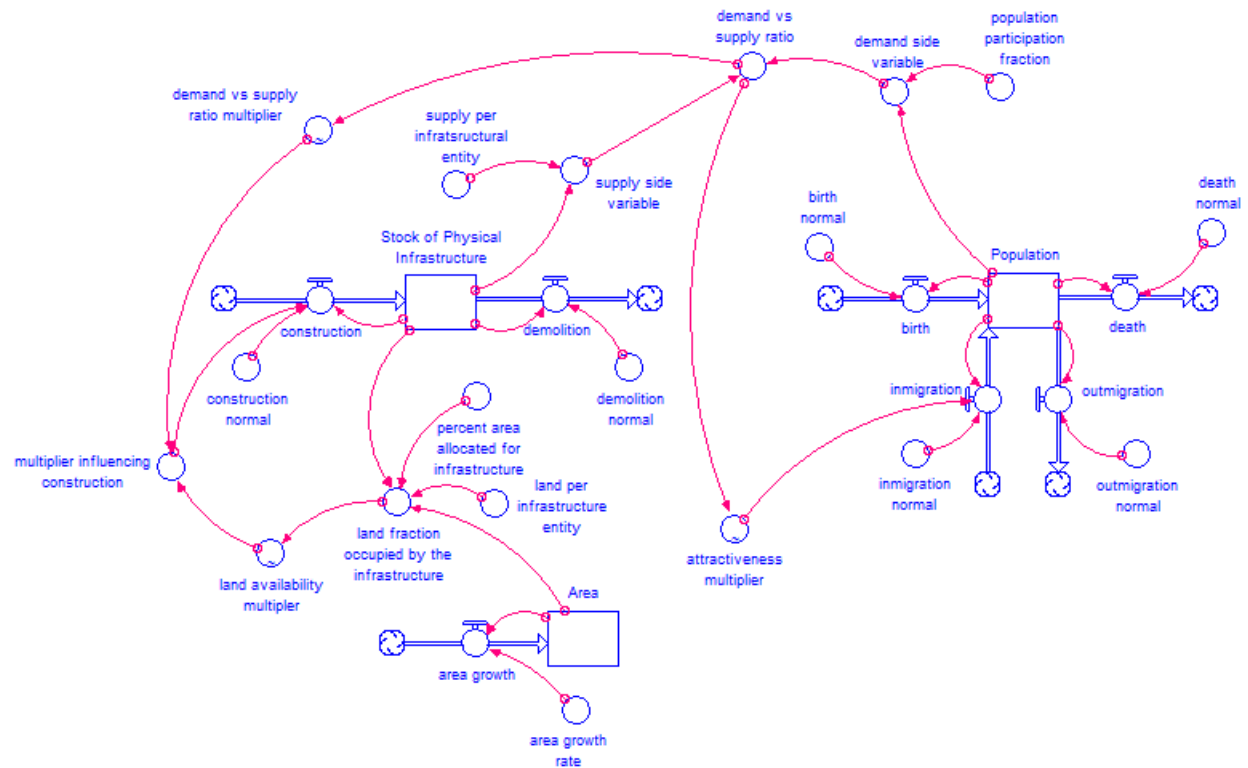 demand vs
supply ratio
population
participation
fraction
demand side
variable
demand vs supply
ratio multiplier
supply per
infratsructural
entity
supply side
variable
birth
normal
death
normal
Stock of Physical
Infrastructure
Population
construction
demolition
birth
death
construction
normal
demolition
normal
inmigration
outmigration
percent area
allocated for
infrastructure
multiplier influencing
construction
land per
infrastructure
entity
inmigration
normal
outmigration
normal
land fraction
occupied by the
infrastructure
attractiveness
multiplier
land availability
multipler
Area
area growth
area growth
rate